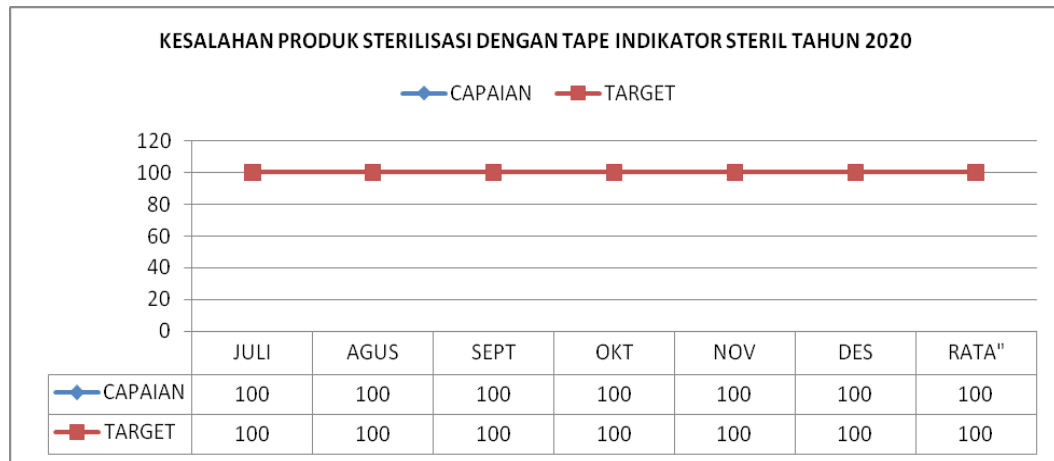 KESALAHAN PRODUK STERILISASI DENGAN TAPE INDIKATOR STERIL TAHUN 2020
CAPAIAN TARGET
120
100
80
60
40
20
0
JULI AGUS SEPT OKT NOV DES RATA"
CAPAIAN 100 100 100 100 100 100 100
TARGET 100 100 100 100 100 100 100